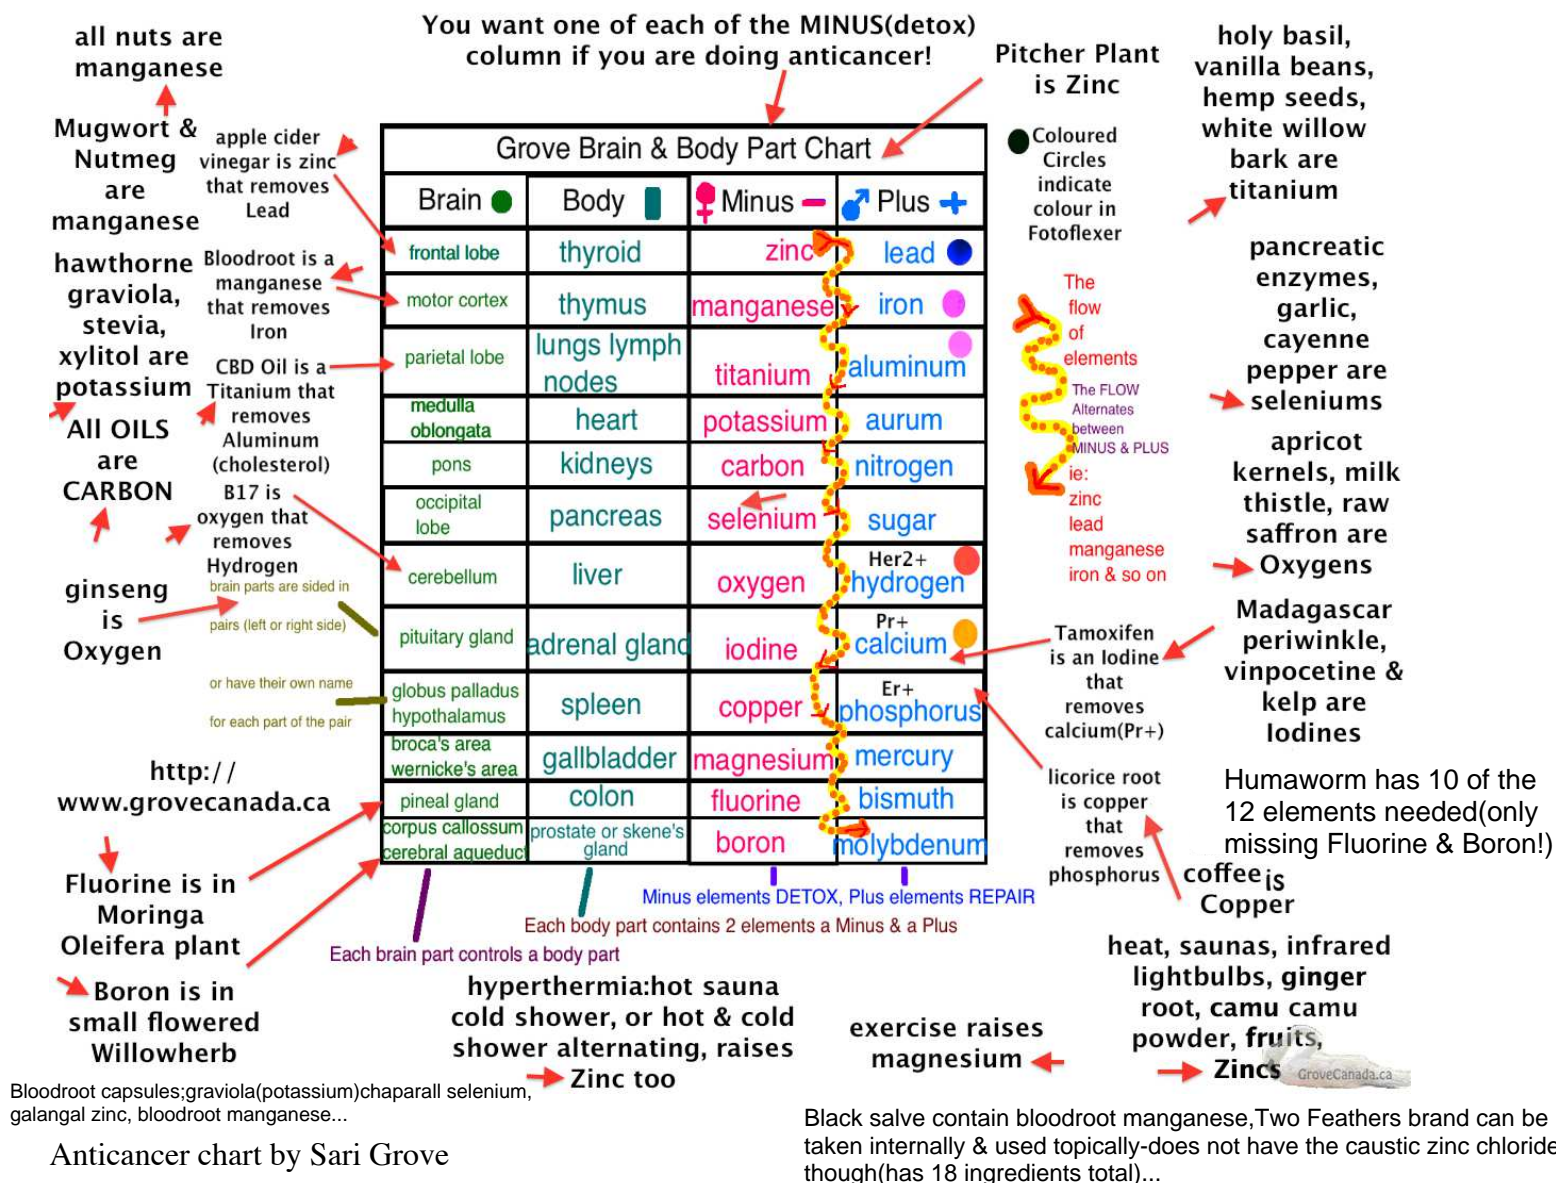 You want one of each of the MINUS(detox)
column if you are doing anticancer!
all nuts are
manganese
Mugwort &
Nutmeg
are
manganese
hawthorne
graviola,
stevia,
xylitol are
potassium
All OILS
are
CARBON
ginseng
is
Oxygen
apple cider
vinegar is zinc
that removes
Lead
Bloodroot is a
manganese
that removes
Iron
CBD Oil is a
Titanium that
removes
Aluminum
(cholesterol)
B17 is
oxygen that
removes
Hydrogen
brain parts are sided in
pairs (left or right side)
or have their own name
for each part of the pair
http://
www.grovecanada.ca
Fluorine is in
Moringa
Oleifera plant
Boron is in
small flowered
Willowherb
Grove Brain & Body Part Chart
Brain Body Minus − Plus +
frontal lobe thyroid zinc lead
motor cortex thymus manganese iron
parietal lobe
lungs lymph
nodes
titanium aluminum
medulla
oblongata
heart potassium aurum
pons kidneys carbon nitrogen
occipital
lobe
pancreas selenium sugar
cerebellum liver oxygen
Her2+
hydrogen
pituitary gland adrenal gland iodine
Pr+
calcium
globus palladus
hypothalamus
spleen copper
Er+
phosphorus
broca's area
wernicke's area
gallbladder magnesium mercury
pineal gland colon fluorine bismuth
corpus callossum
cerebral aqueduct
prostate or skene's
gland
boron molybdenum
Minus elements DETOX, Plus elements REPAIR
Each body part contains 2 elements a Minus & a Plus
Each brain part controls a body part
Pitcher Plant
is Zinc
Coloured
Circles
indicate
colour in
Fotoflexer
The
flow
of
elements
The FLOW
Alternates
between
MINUS & PLUS
ie:
zinc
lead
manganese
iron & so on
Tamoxifen
is an Iodine
that
removes
calcium(Pr+)
licorice root
is copper
that
removes
phosphorus
holy basil,
vanilla beans,
hemp seeds,
white willow
bark are
titanium
pancreatic
enzymes,
garlic,
cayenne
pepper are
seleniums
apricot
kernels, milk
thistle, raw
saffron are
Oxygens
Madagascar
periwinkle,
vinpocetine &
kelp are
Iodines
Humaworm has 10 of the
12 elements needed(only
missing Fluorine & Boron!)
coffee is
Copper
heat, saunas, infrared
lightbulbs, ginger
root, camu camu
powder, fruits,
Zincs
GroveCanada.ca
hyperthermia:hot sauna
cold shower, or hot & cold
shower alternating, raises
Zinc too
exercise raises
magnesium
Bloodroot capsules;graviola(potassium)chaparall selenium,
galangal zinc, bloodroot manganese...
Anticancer chart by Sari Grove
Black salve contain bloodroot manganese,Two Feathers brand can be
taken internally & used topically-does not have the caustic zinc chloride
though(has 18 ingredients total)...